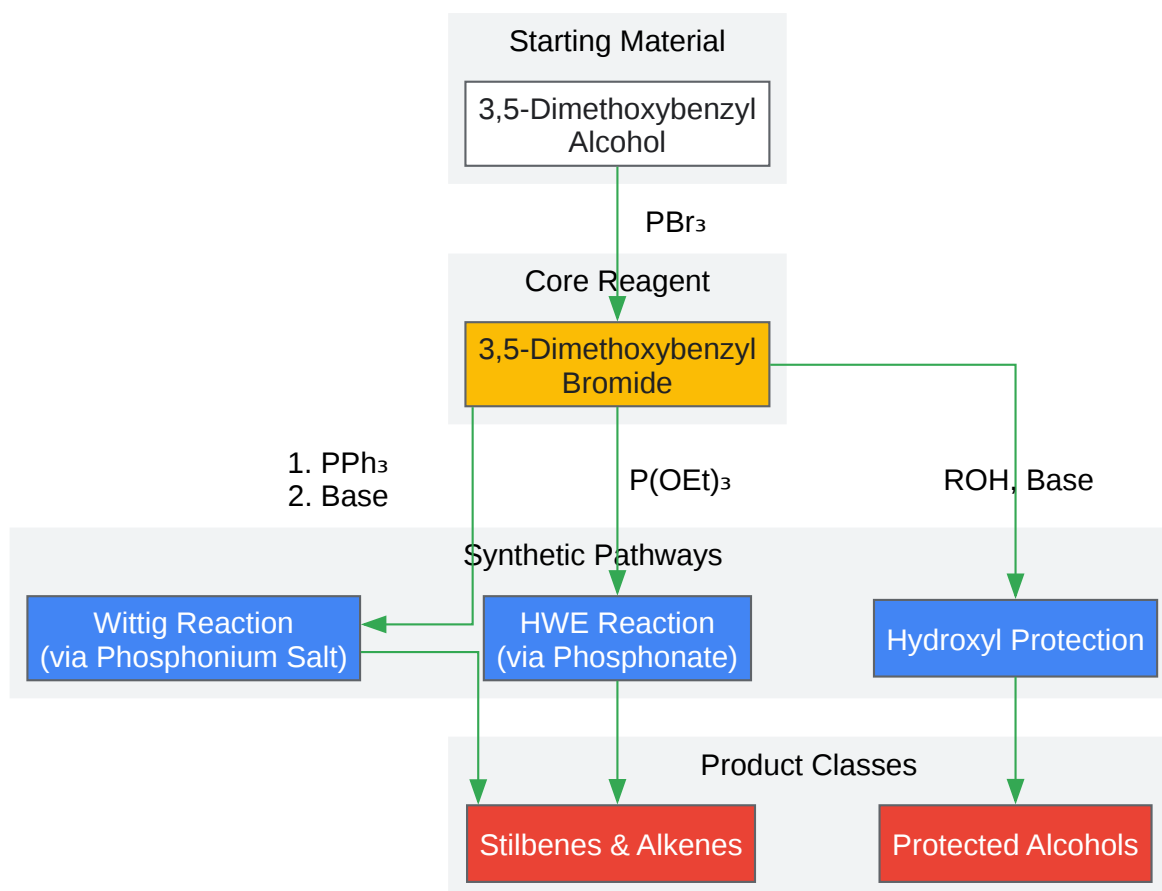 Starting Material
3,5-Dimethoxybenzyl
Alcohol
PBr₃
Core Reagent
3,5-Dimethoxybenzyl
Bromide
1. PPh₃
2. Base
P(OEt)₃
ROH, Base
Synthetic Pathways
Wittig Reaction
(via Phosphonium Salt)
HWE Reaction
(via Phosphonate)
Hydroxyl Protection
Product Classes
Stilbenes & Alkenes
Protected Alcohols